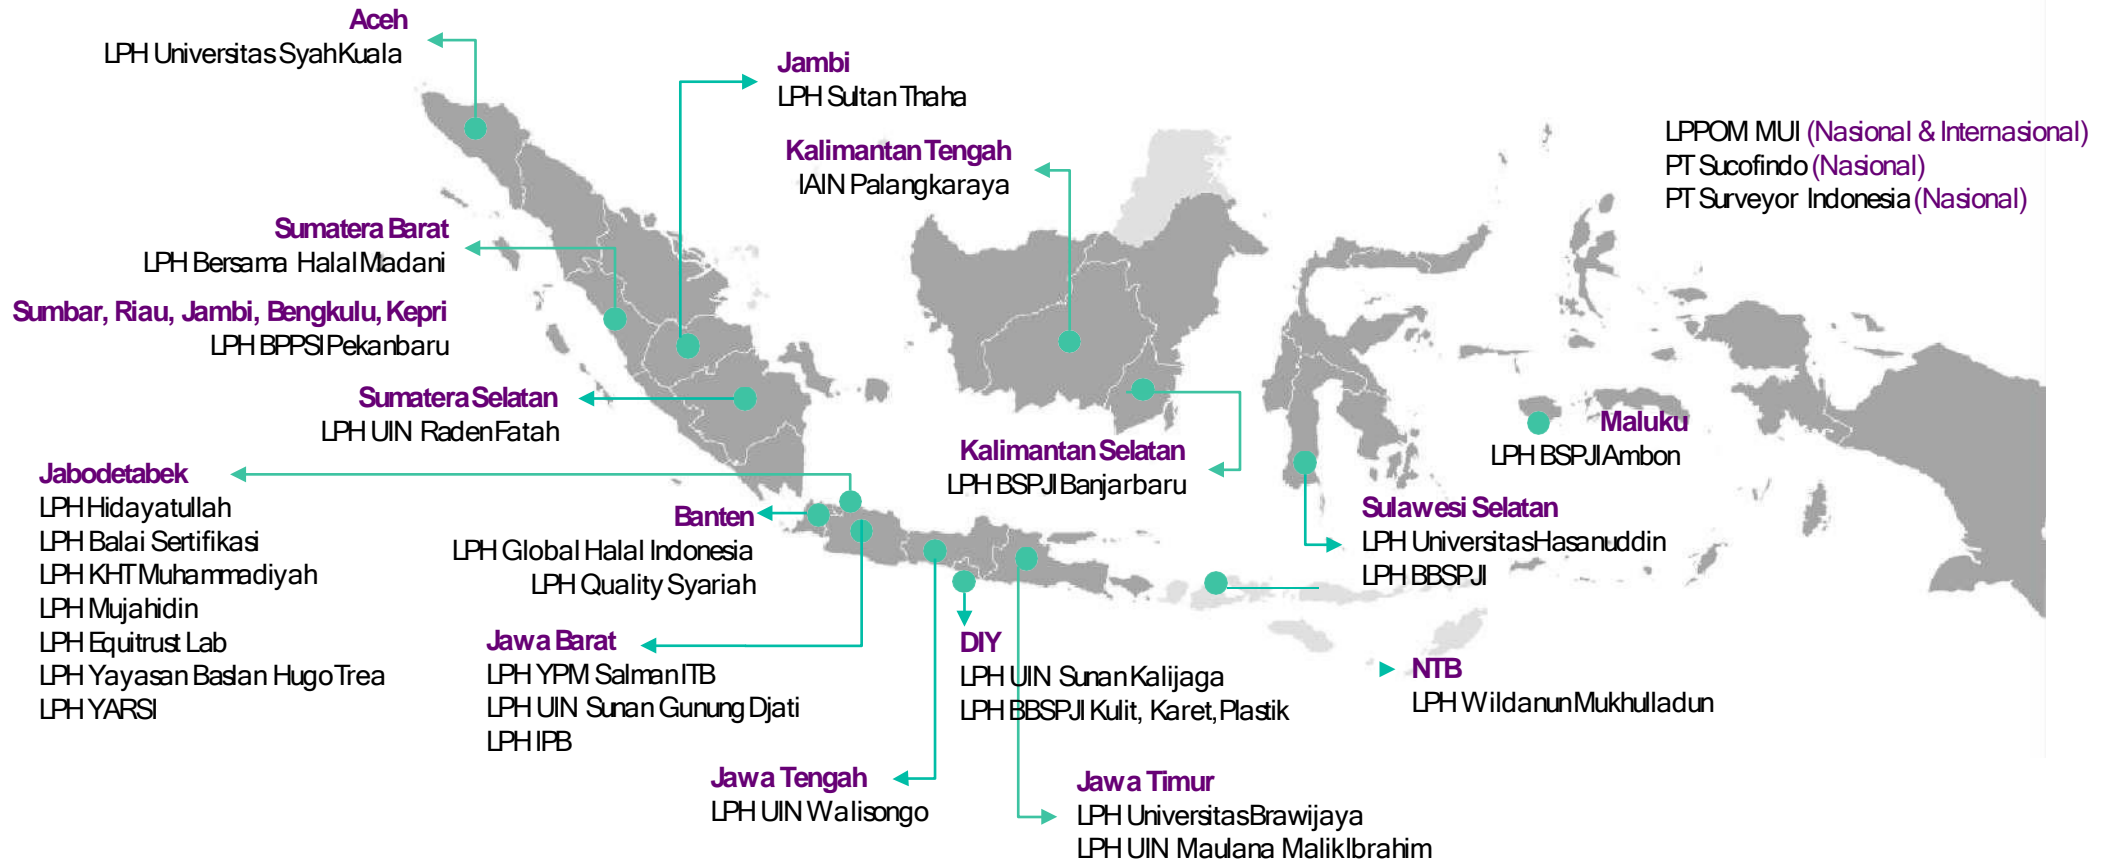 Aceh
LPH Universitas SyahKuala
Jambi
LPH Sultan Thaha
Kalimantan Tengah
IAIN Palangkaraya
LPPOM MUI (Nasional & Internasional)
PT Sucofindo (Nasional)
PT Surveyor Indonesia (Nasional)
Sumatera Barat
LPH Bersama Halal Madani
Sumbar, Riau, Jambi, Bengkulu, Kepri
LPH BPPSI Pekanbaru
Sumatera Selatan
LPH UIN Raden Fatah
Kalimantan Selatan
LPH BSPJI Banjarbaru
Maluku
LPH BSPJI Ambon
Jabodetabek
LPH Hidayatullah
LPH Balai Sertifikasi
LPH KHT Muhammadiyah
LPH Mujahidin
LPH Equitrust Lab
LPH Yayasan Baslan Hugo Trea
LPH YARSI
Banten
LPH Global Halal Indonesia
LPH Quality Syariah
Sulawesi Selatan
LPH Universitas Hasanuddin
LPH BBSPJI
Jawa Barat
LPH YPM Salman ITB
LPH UIN Sunan Gunung Djati
LPH IPB
DIY
LPH UIN Sunan Kalijaga
LPH BBSPJI Kulit, Karet, Plastik
NTB
LPH Wildanun Mukhulladun
Jawa Tengah
LPH UIN Walisongo
Jawa Timur
LPH Universitas Brawijaya
LPH UIN Maulana Malik Ibrahim